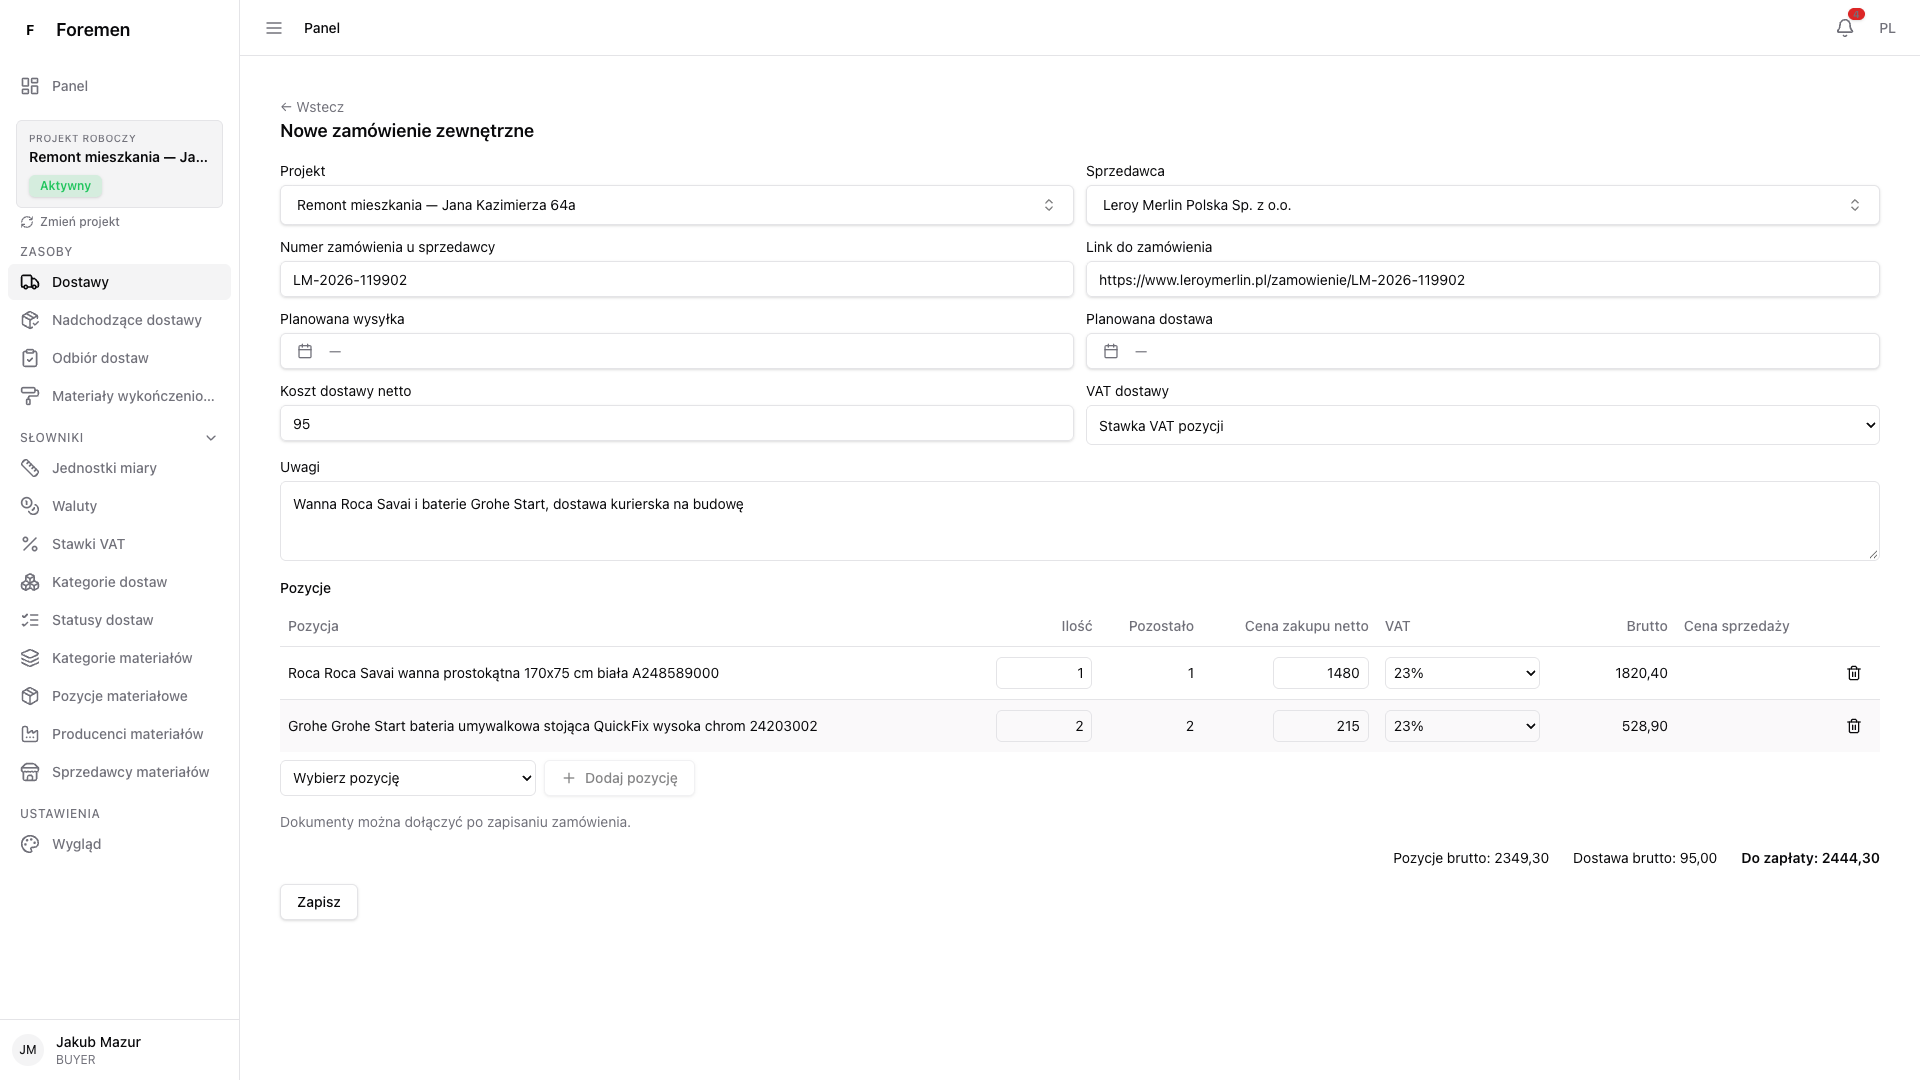 F Foremen
Panel
PROJEKT ROBOCZY
Remont mieszkania — Ja...
Aktywny
Zmień projekt
ZASOBY
Dostawy
Nadchodzące dostawy
Odbiór dostaw
Materiały wykończenio...
SŁOWNIKI
Jednostki miary
Waluty
Stawki VAT
Kategorie dostaw
Statusy dostaw
Kategorie materiałów
Pozycje materiałowe
Producenci materiałów
Sprzedawcy materiałów
USTAWIENIA
Wygląd
JM Jakub Mazur
BUYER
Panel PL
← Wstecz
Nowe zamówienie zewnętrzne
Projekt Sprzedawca
Remont mieszkania — Jana Kazimierza 64a Leroy Merlin Polska Sp. z o.o.
Numer zamówienia u sprzedawcy Link do zamówienia
LM-2026-119902 https://www.leroymerlin.pl/zamowienie/LM-2026-119902
Planowana wysyłka Planowana dostawa
— —
Koszt dostawy netto VAT dostawy
95 Stawka VAT pozycji
Uwagi
Wanna Roca Savai i baterie Grohe Start, dostawa kurierska na budowę
Pozycje
Pozycja Ilość Pozostało Cena zakupu netto VAT Brutto Cena sprzedaży
Roca Roca Savai wanna prostokątna 170x75 cm biała A248589000 1 1 1480 23% 1820,40
Grohe Grohe Start bateria umywalkowa stojąca QuickFix wysoka chrom 24203002 2 2 215 23% 528,90
Wybierz pozycję + Dodaj pozycję
Dokumenty można dołączyć po zapisaniu zamówienia.
Pozycje brutto: 2349,30 Dostawa brutto: 95,00 Do zapłaty: 2444,30
Zapisz